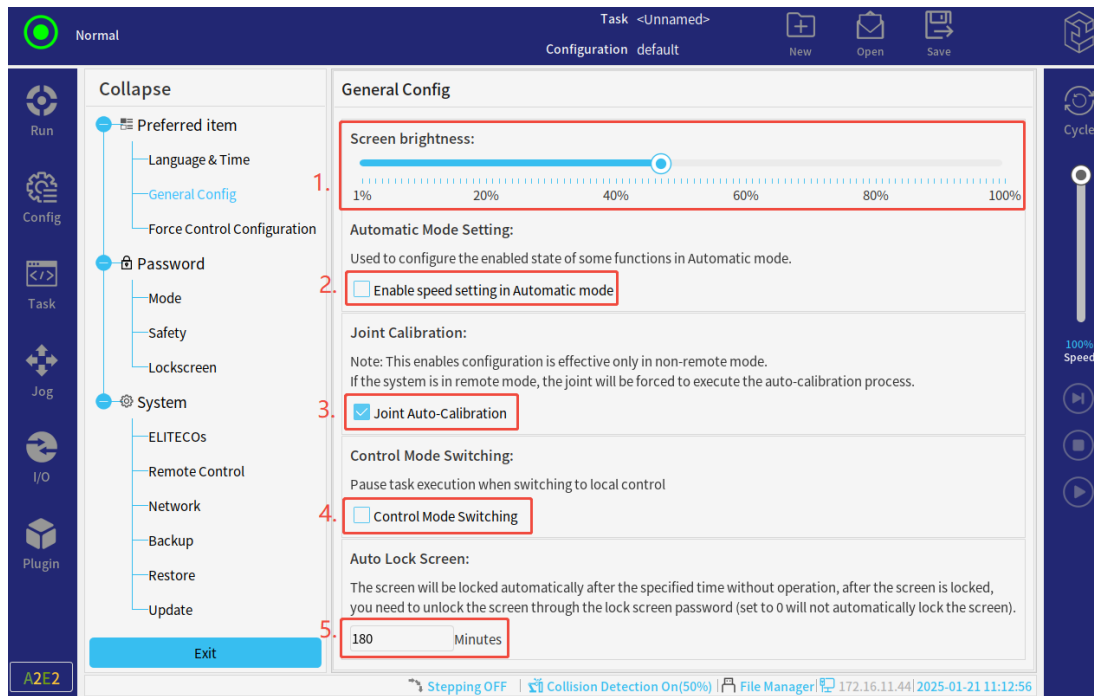 Normal
Task <Unnamed>
Configuration default
New
Open
Save
Run
Config
Task
Jog
I/O
Plugin
A2E2
Collapse
Preferred item
Language & Time
General Config
Force Control Configuration
Password
Mode
Safety
Lockscreen
System
ELITECOs
Remote Control
Network
Backup
Restore
Update
Exit
General Config
1.
Screen brightness:
1% 20% 40% 60% 80% 100%
Automatic Mode Setting:
Used to configure the enabled state of some functions in Automatic mode.
2.
Enable speed setting in Automatic mode
Joint Calibration:
Note: This enables configuration is effective only in non-remote mode.
If the system is in remote mode, the joint will be forced to execute the auto-calibration process.
3.
Joint Auto-Calibration
Control Mode Switching:
Pause task execution when switching to local control
4.
Control Mode Switching
Auto Lock Screen:
The screen will be locked automatically after the specified time without operation, after the screen is locked,
you need to unlock the screen through the lock screen password (set to 0 will not automatically lock the screen).
5.
180 Minutes
Cycle
100%
Speed
Stepping OFF Collision Detection On(50%) File Manager 172.16.11.44 2025-01-21 11:12:56